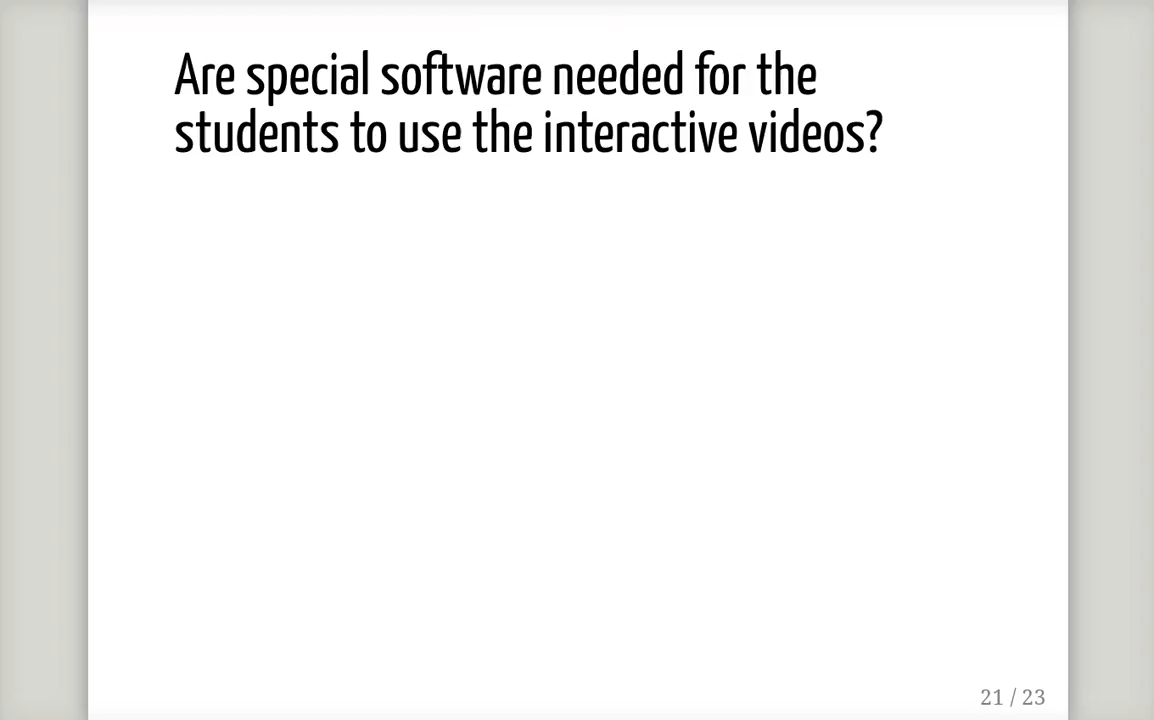 Are special software needed for the
students to use the interactive videos?
21 / 23